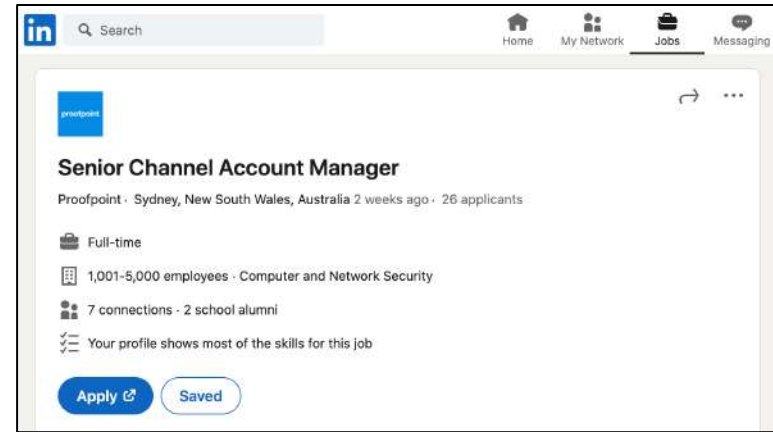 in
Search
Home
My Network
Jobs
Messaging
proofpoint.
Senior Channel Account Manager
Proofpoint · Sydney, New South Wales, Australia 2 weeks ago · 26 applicants
Full-time
1,001-5,000 employees · Computer and Network Security
7 connections · 2 school alumni
Your profile shows most of the skills for this job
Apply
Saved